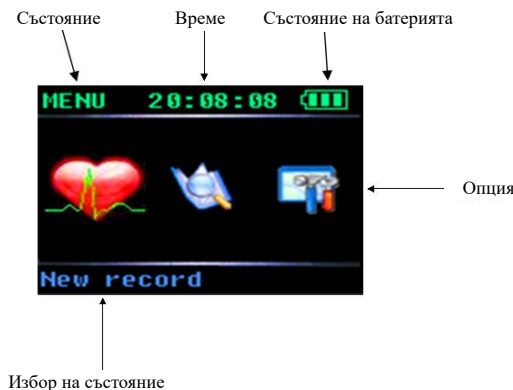 Състояние Време Състояние на батерията
MENU 20:08:08
Опция
New record
Избор на състояние